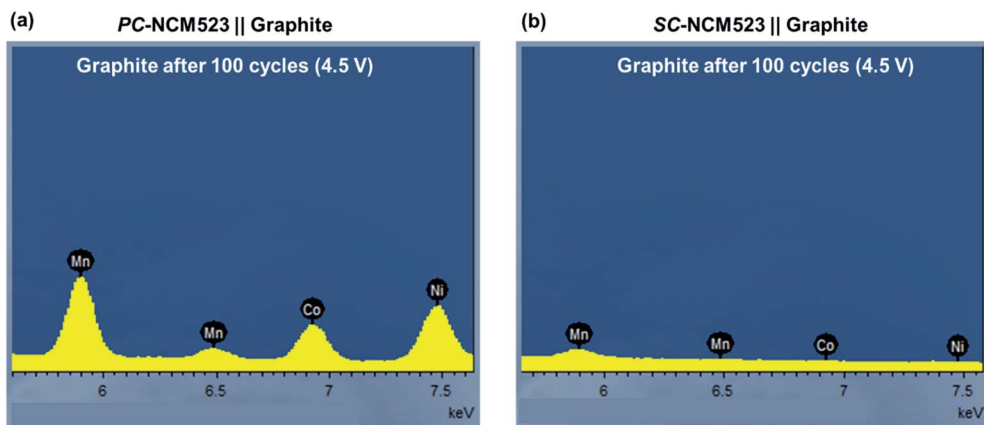 (a)
PC-NCM523 || Graphite
Graphite after 100 cycles (4.5 V)
Mn
Mn
Co
Ni
6
6.5
7
7.5
keV
(b)
SC-NCM523 || Graphite
Graphite after 100 cycles (4.5 V)
Mn
Mn
Co
Ni
6
6.5
7
7.5
keV